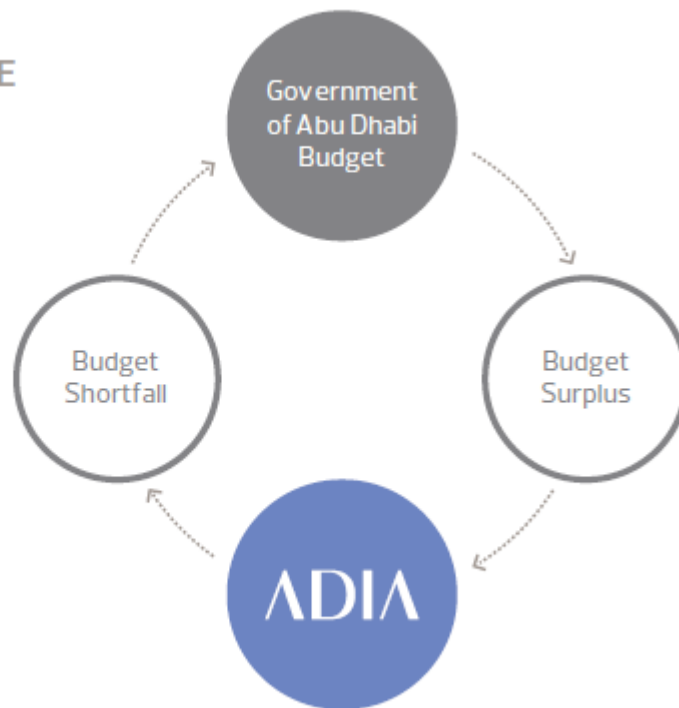 E
Government
of Abu Dhabi
Budget
Budget
Shortfall
Budget
Surplus
ADIA